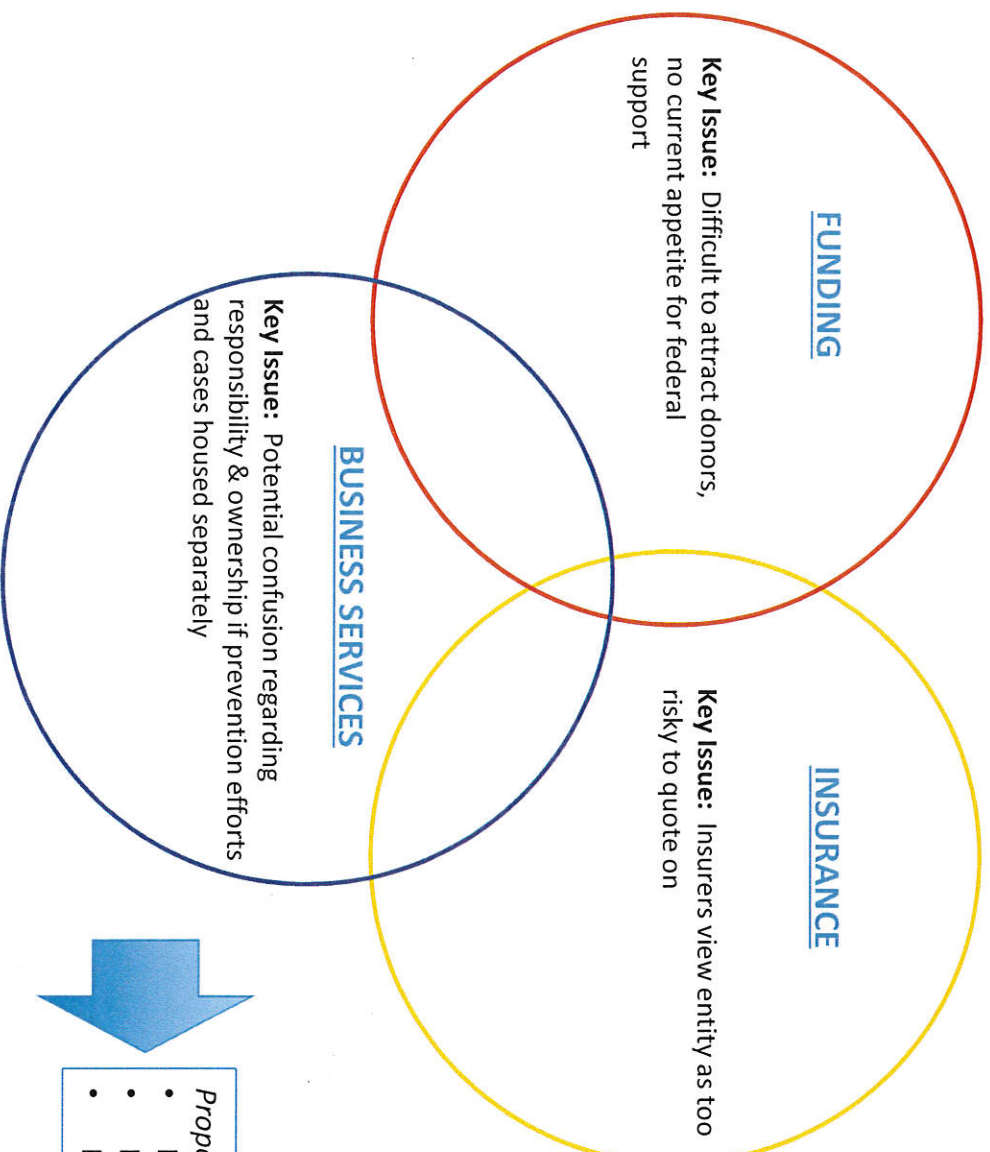 FUNDING
Key Issue: Difficult to attract donors,
no current appetite for federal
support
INSURANCE
Key Issue: Insurers view entity as too
risky to quote on
BUSINESS SERVICES
Key Issue: Potential confusion regarding
responsibility & ownership if prevention efforts
and cases housed separately